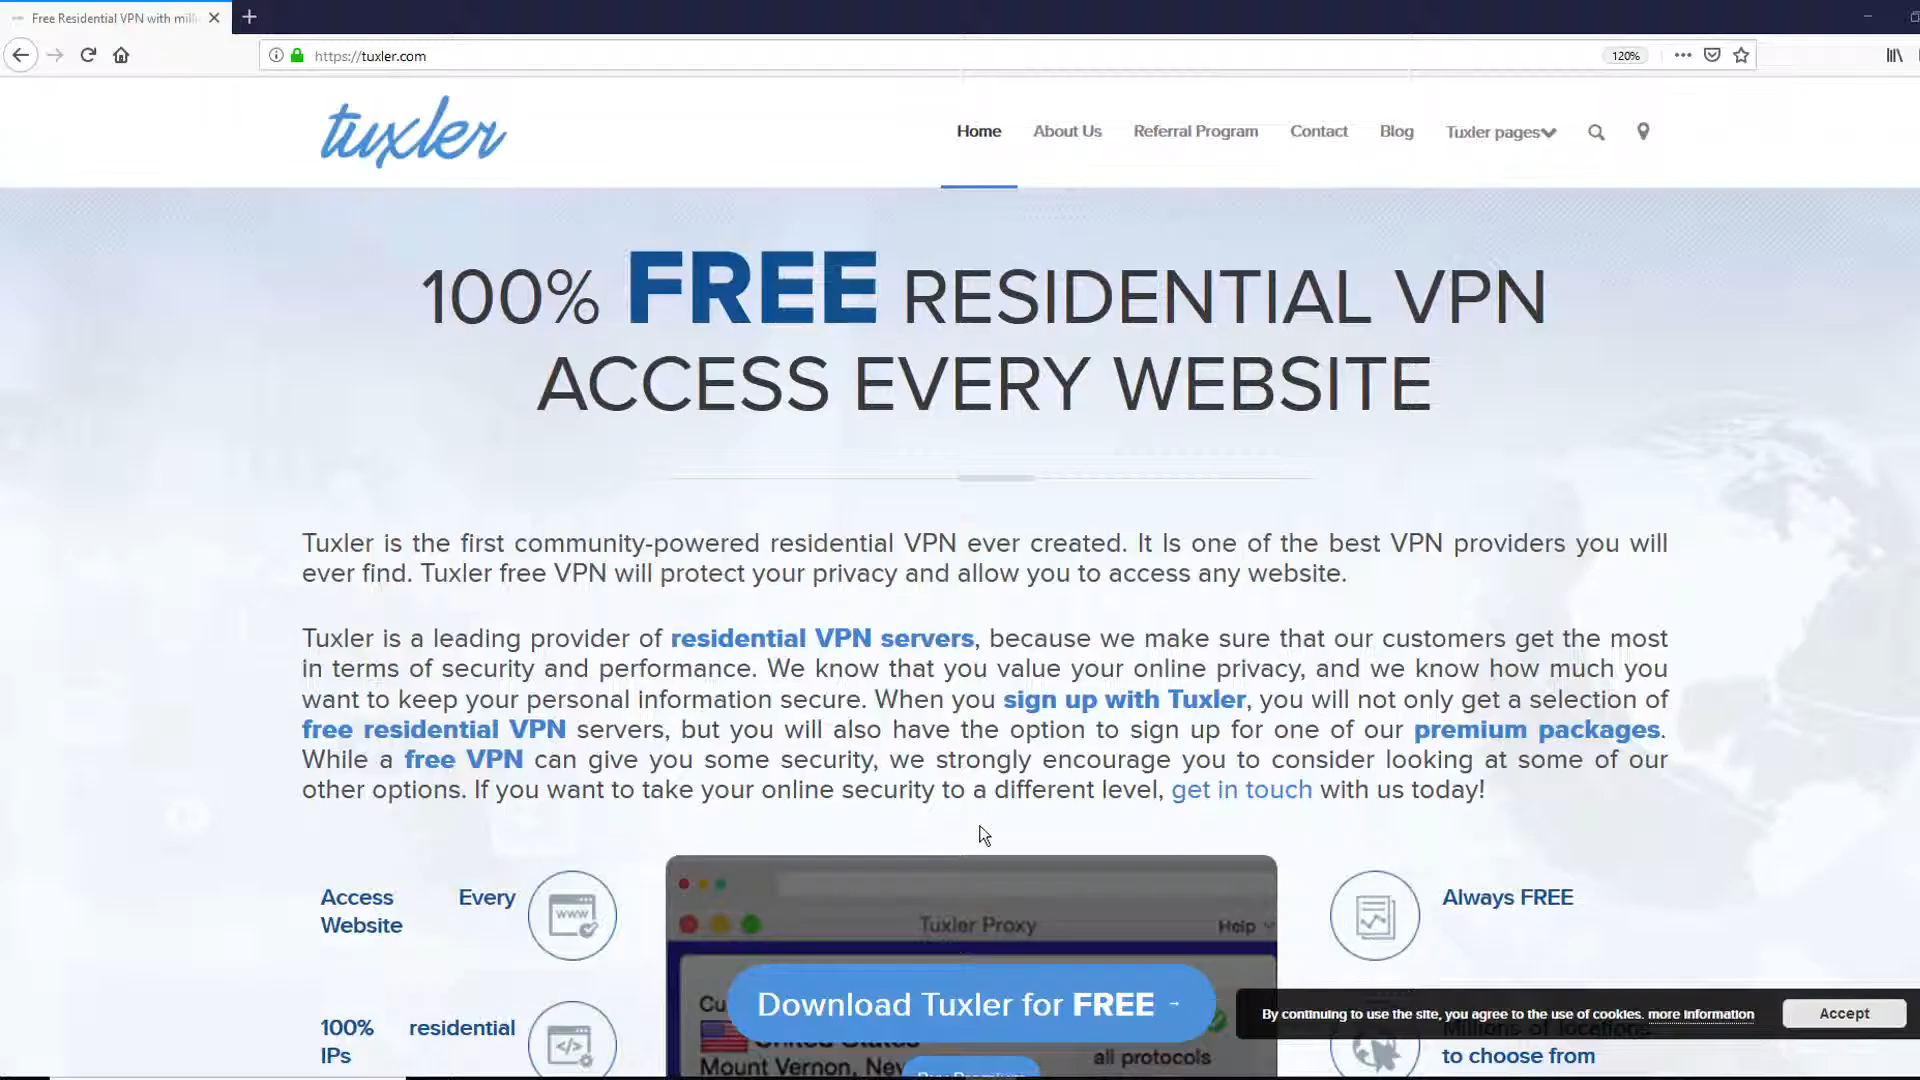 Free Residential VPN with mill
https://tuxler.com
120%
tuxler
Home
About Us
Referral Program
Contact
Blog
Tuxler pages
100% FREE RESIDENTIAL VPN
ACCESS EVERY WEBSITE
Tuxler is the first community-powered residential VPN ever created. It Is one of the best VPN providers you will
ever find. Tuxler free VPN will protect your privacy and allow you to access any website.
Tuxler is a leading provider of residential VPN servers, because we make sure that our customers get the most
in terms of security and performance. We know that you value your online privacy, and we know how much you
want to keep your personal information secure. When you sign up with Tuxler, you will not only get a selection of
free residential VPN servers, but you will also have the option to sign up for one of our premium packages.
While a free VPN can give you some security, we strongly encourage you to consider looking at some of our
other options. If you want to take your online security to a different level, get in touch with us today!
Access Every
Website
WWW
100% residential
IPs
</>
Tuxler Proxy
Help
Cu
Download Tuxler for FREE →
United States
Mount Vernon, New
all protocols
Always FREE
Millions of locations
to choose from
By continuing to use the site, you agree to the use of cookies. more information
Accept